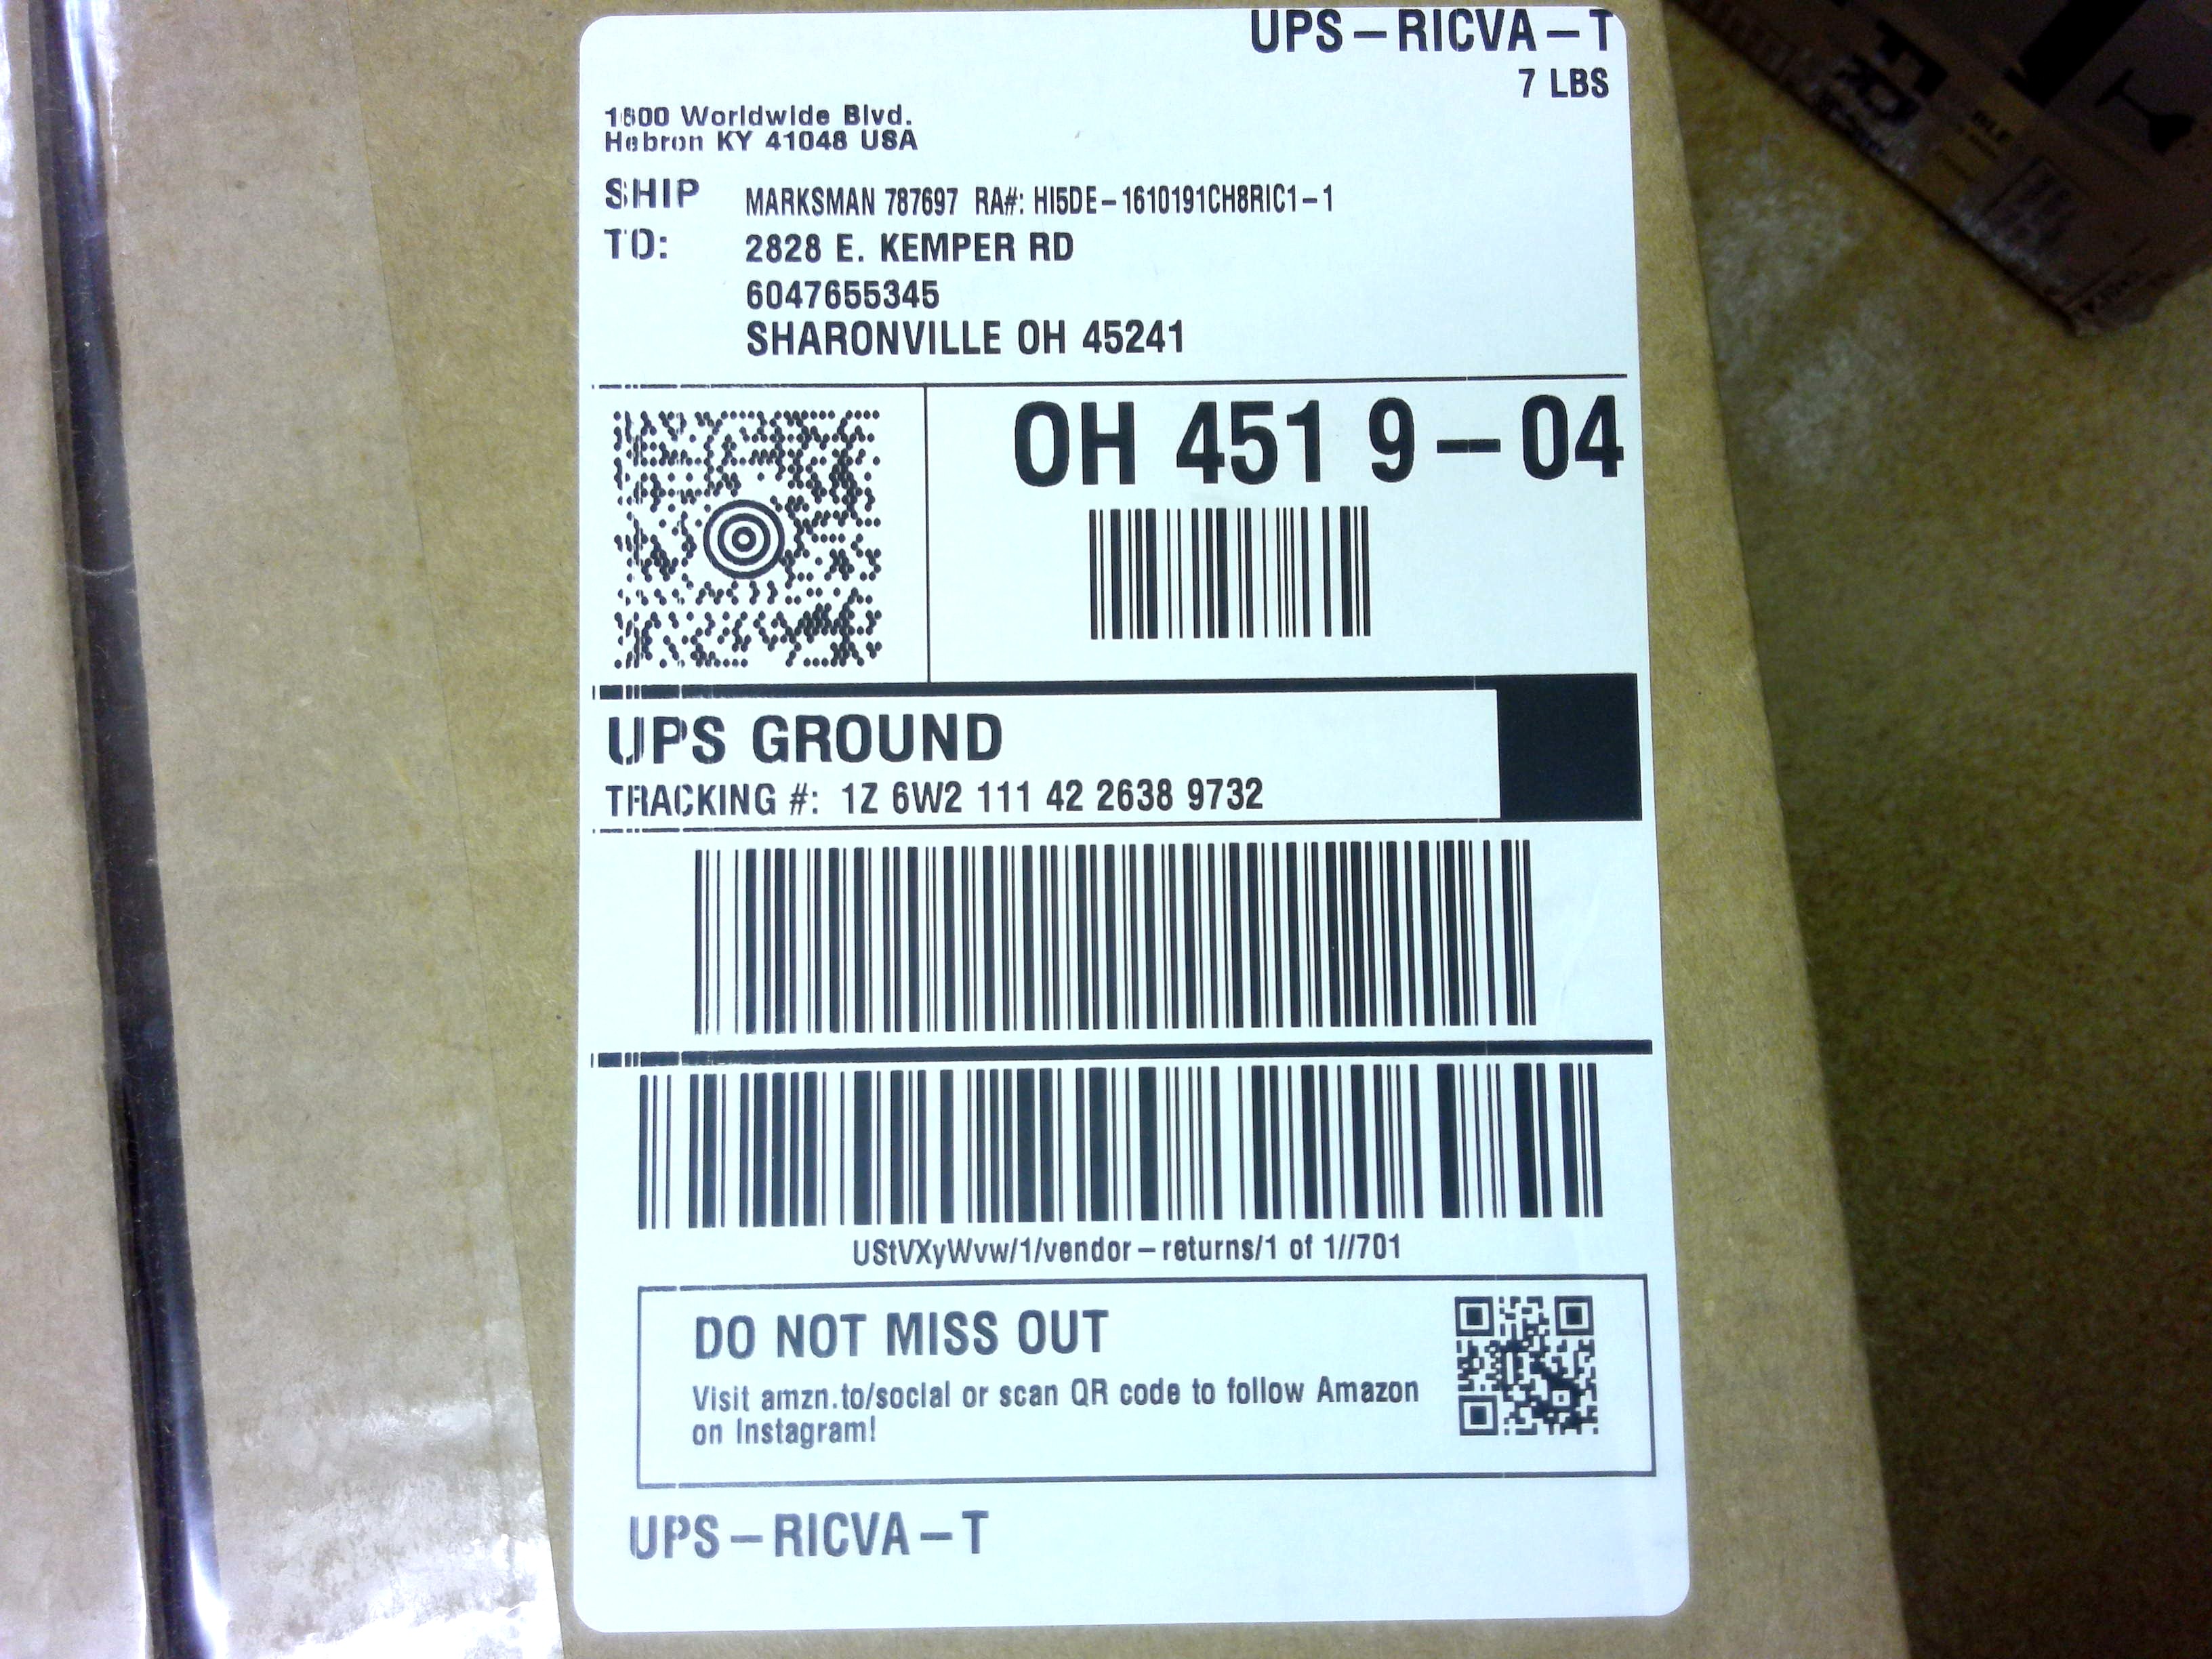 UPS-RICVA-T
7 LBS
1600 Worldwide Blvd.
Hebron KY 41048 USA
SHIP TO: MARKSMAN 787697 RA#: HI5DE-1610191CH8RIC1-1
2828 E. KEMPER RD
6047655345
SHARONVILLE OH 45241
OH 451 9-04
UPS GROUND
TRACKING #: 1Z 6W2 111 42 2638 9732
UStVXyWvw/1/vendor-returns/1 of 1//701
DO NOT MISS OUT
Visit amzn.to/social or scan QR code to follow Amazon
on Instagram!
UPS-RICVA-T